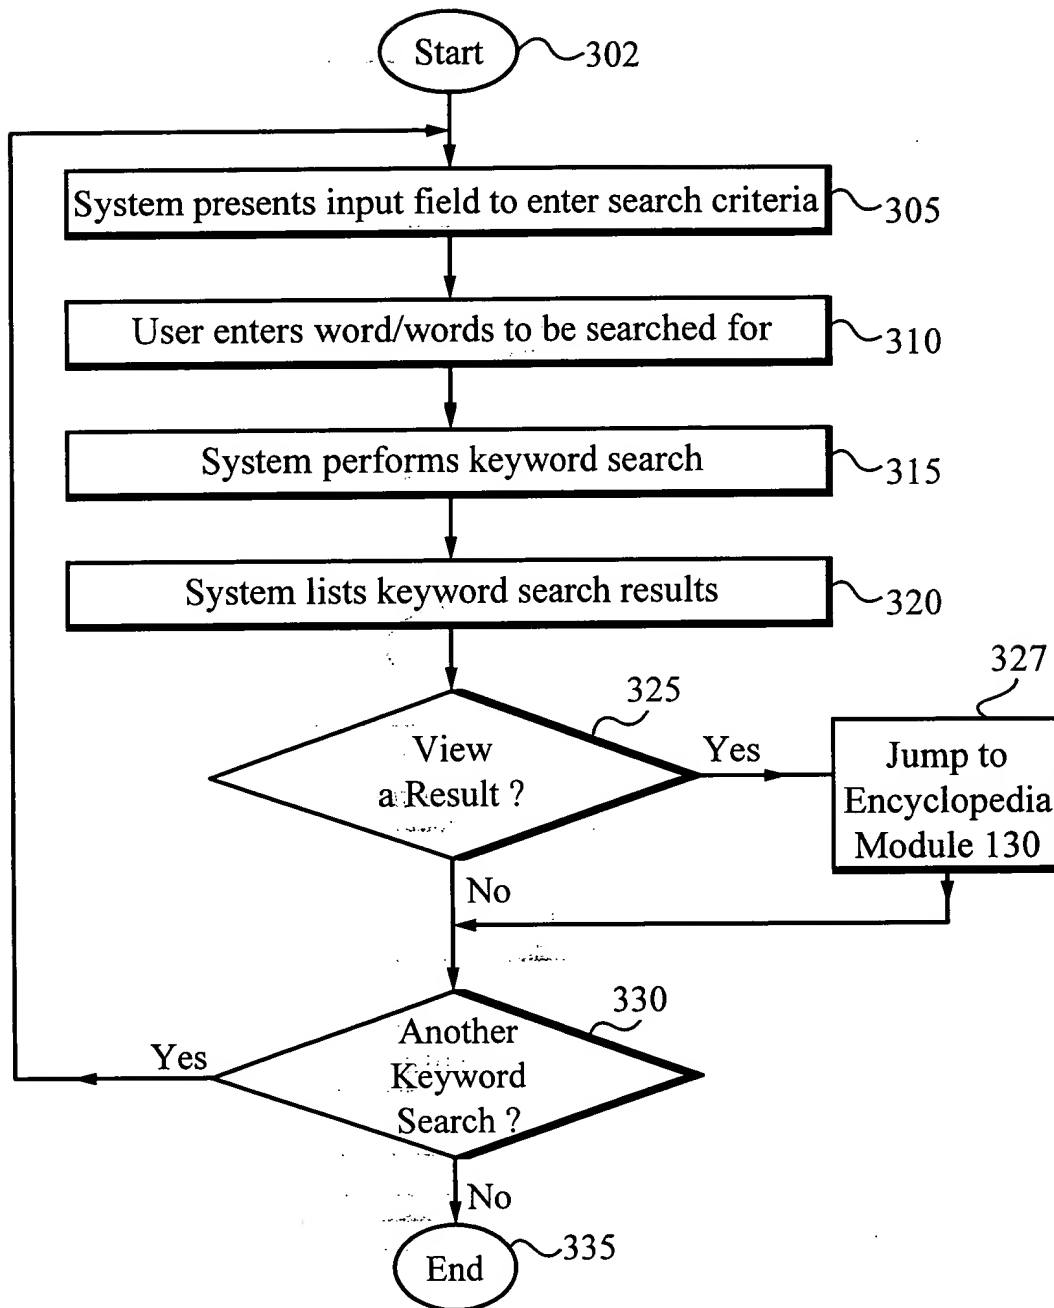 Start
302
System presents input field to enter search criteria
305
User enters word/words to be searched for
310
System performs keyword search
315
System lists keyword search results
320
325
327
View
a Result ?
Yes
Jump to
Encyclopedia
Module 130
No
330
Another
Keyword
Search ?
Yes
No
End
335